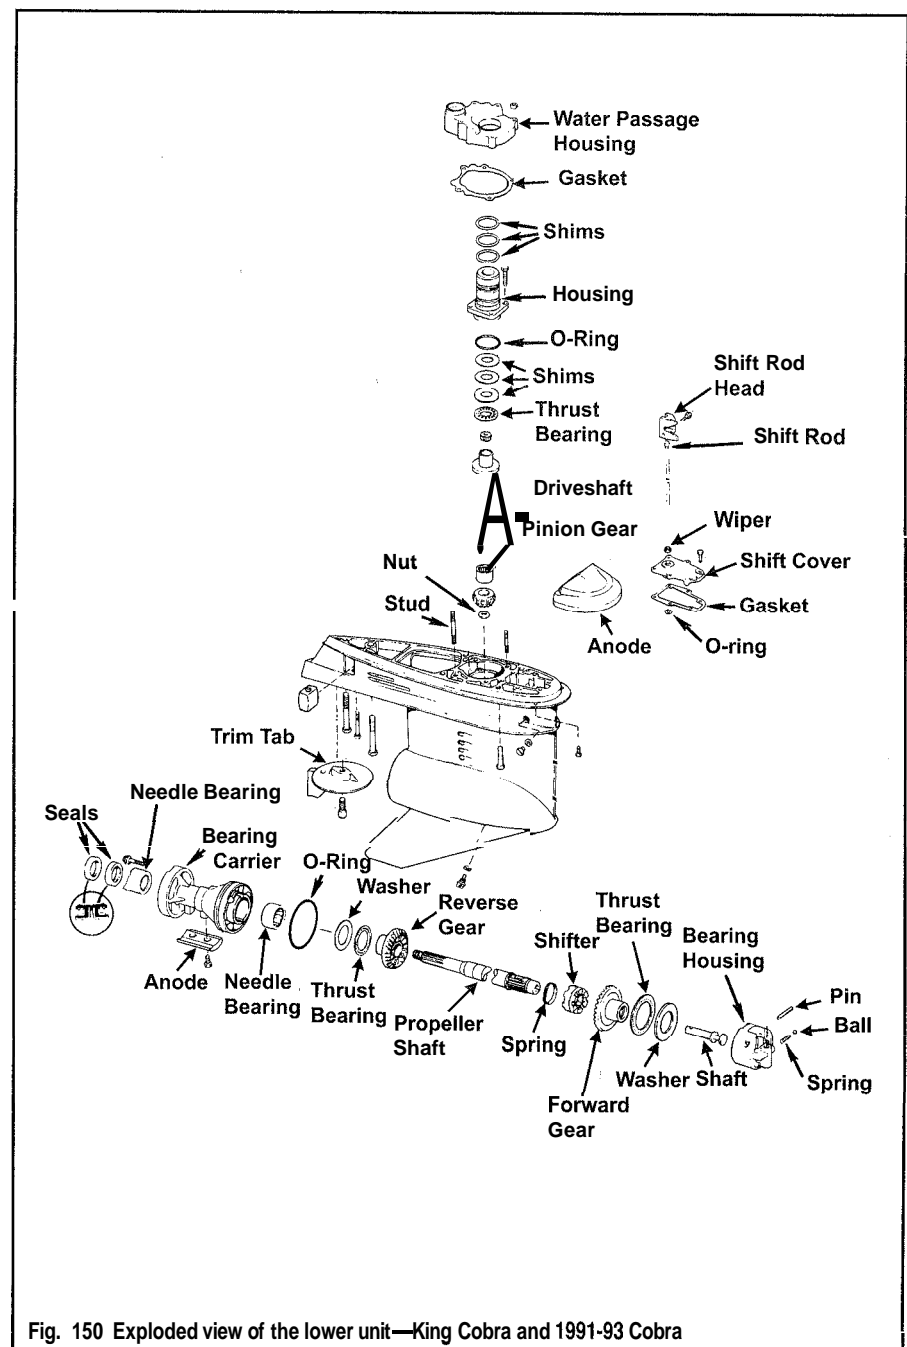 Water Passage
Housing
Gasket
Shims
Housing
O-Ring
Shims
Thrust
Bearing
Shift Rod
Head
Shift Rod
Driveshaft
Pinion Gear
Wiper
Nut
Shift Cover
Stud
Gasket
Anode
O-ring
Trim Tab
Needle Bearing
Seals
Bearing
Carrier
O-Ring
Washer
Reverse
Gear
Thrust
Bearing
Shifter
Bearing
Housing
Anode
Needle
Bearing
Thrust
Bearing
Propeller
Shaft
Spring
Pin
Ball
Washer
Shaft
Spring
Forward
Gear
Fig. 150 Exploded view of the lower unit—King Cobra and 1991-93 Cobra